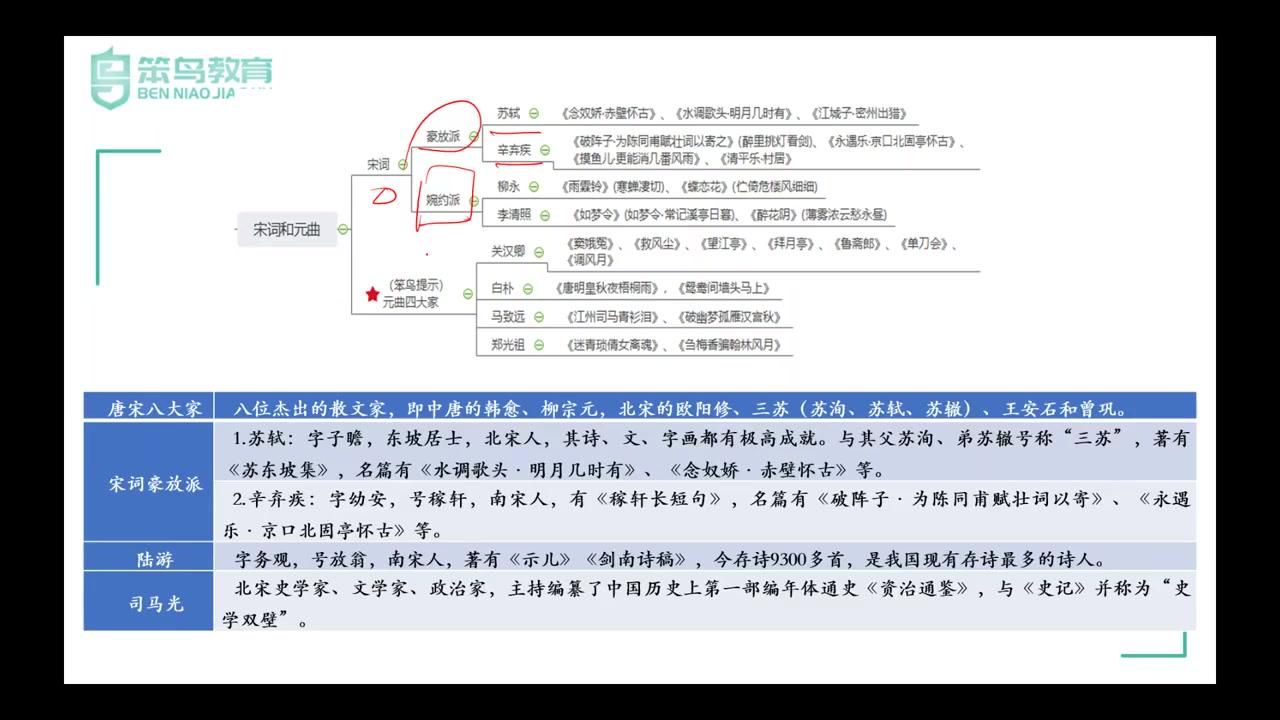 笨鸟教育
BEN NIAO JIA
宋词和元曲
宋词
豪放派
苏轼
《念奴娇·赤壁怀古》、《水调歌头·明月几时有》、《江城子·密州出猎》
辛弃疾
《破阵子·为陈同甫赋壮词以寄之》(醉里挑灯看剑)、《永遇乐·京口北固亭怀古》、
《摸鱼儿·更能消几番风雨》、《清平乐·村居》
婉约派
柳永
《雨霖铃》(寒蝉凄切)、《蝶恋花》(伫倚危楼风细细)
李清照
《如梦令》(如梦令·常记溪亭日暮)、《醉花阴》(薄雾浓云愁永昼)
(笨鸟提示)
元曲四大家
关汉卿
《窦娥冤》、《救风尘》、《望江亭》、《拜月亭》、《鲁斋郎》、《单刀会》、
《调风月》
白朴
《唐明皇秋夜梧桐雨》,《鸳鸯间墙头马上》
马致远
《江州司马青衫泪》、《破幽梦孤雁汉宫秋》
郑光祖
《迷青琐倩女离魂》、《㑇梅香骗翰林风月》
唐宋八大家
八位杰出的散文家，即中唐的韩愈、柳宗元，北宋的欧阳修、三苏（苏洵、苏轼、苏辙）、王安石和曾巩。
宋词豪放派
1.苏轼：字子瞻，东坡居士，北宋人，其诗、文、字画都有极高成就。与其父苏洵、弟苏辙号称“三苏”，著有
《苏东坡集》，名篇有《水调歌头·明月几时有》、《念奴娇·赤壁怀古》等。
2.辛弃疾：字幼安，号稼轩，南宋人，有《稼轩长短句》，名篇有《破阵子·为陈同甫赋壮词以寄》、《永遇
乐·京口北固亭怀古》等。
陆游
字务观，号放翁，南宋人，著有《示儿》《剑南诗稿》，今存诗9300多首，是我国现有存诗最多的诗人。
司马光
北宋史学家、文学家、政治家，主持编纂了中国历史上第一部编年体通史《资治通鉴》，与《史记》并称为“史
学双壁”。